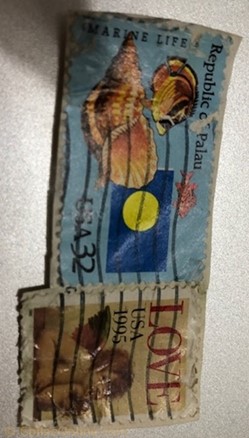 MARINE LIFE
Republic of Palau
USA 32
LOVE
USA
1995